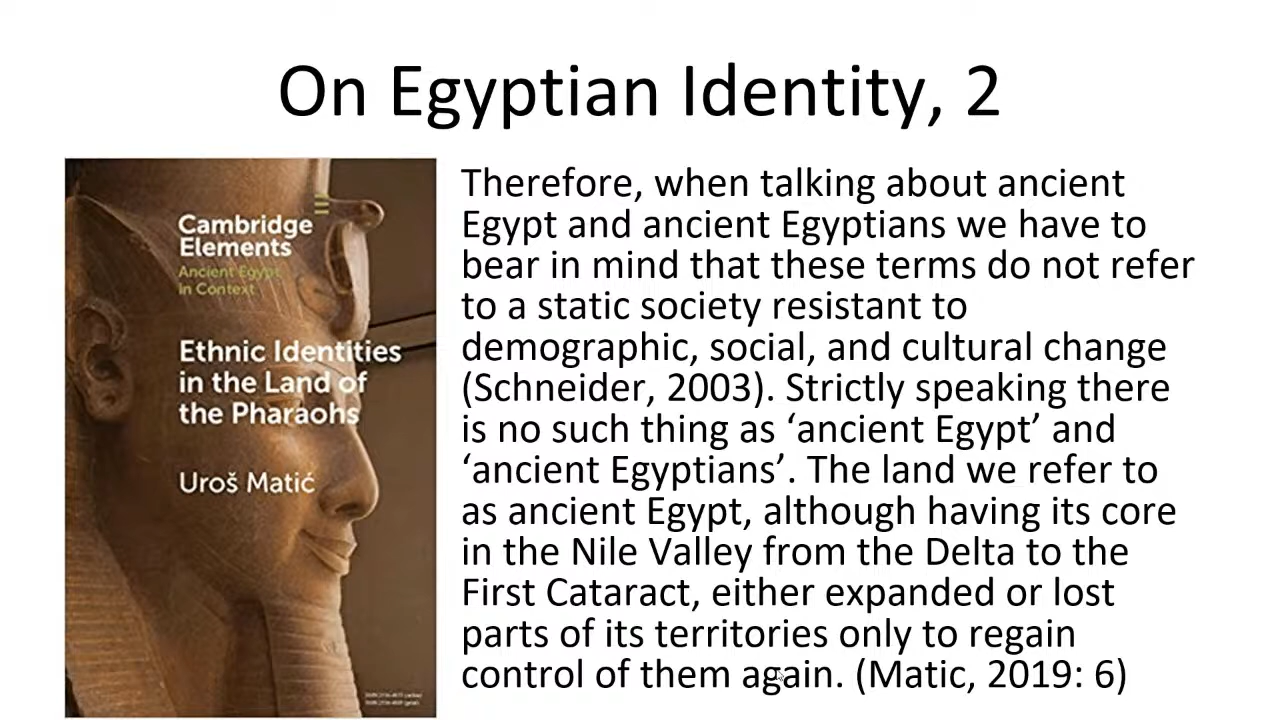 On Egyptian Identity, 2
Cambridge
Elements
Ancient Egypt
in Context
Ethnic Identities
in the Land of
the Pharaohs
Uroš Matić
Therefore, when talking about ancient
Egypt and ancient Egyptians we have to
bear in mind that these terms do not refer
to a static society resistant to
demographic, social, and cultural change
(Schneider, 2003). Strictly speaking there
is no such thing as ‘ancient Egypt’ and
‘ancient Egyptians’. The land we refer to
as ancient Egypt, although having its core
in the Nile Valley from the Delta to the
First Cataract, either expanded or lost
parts of its territories only to regain
control of them again. (Matic, 2019: 6)